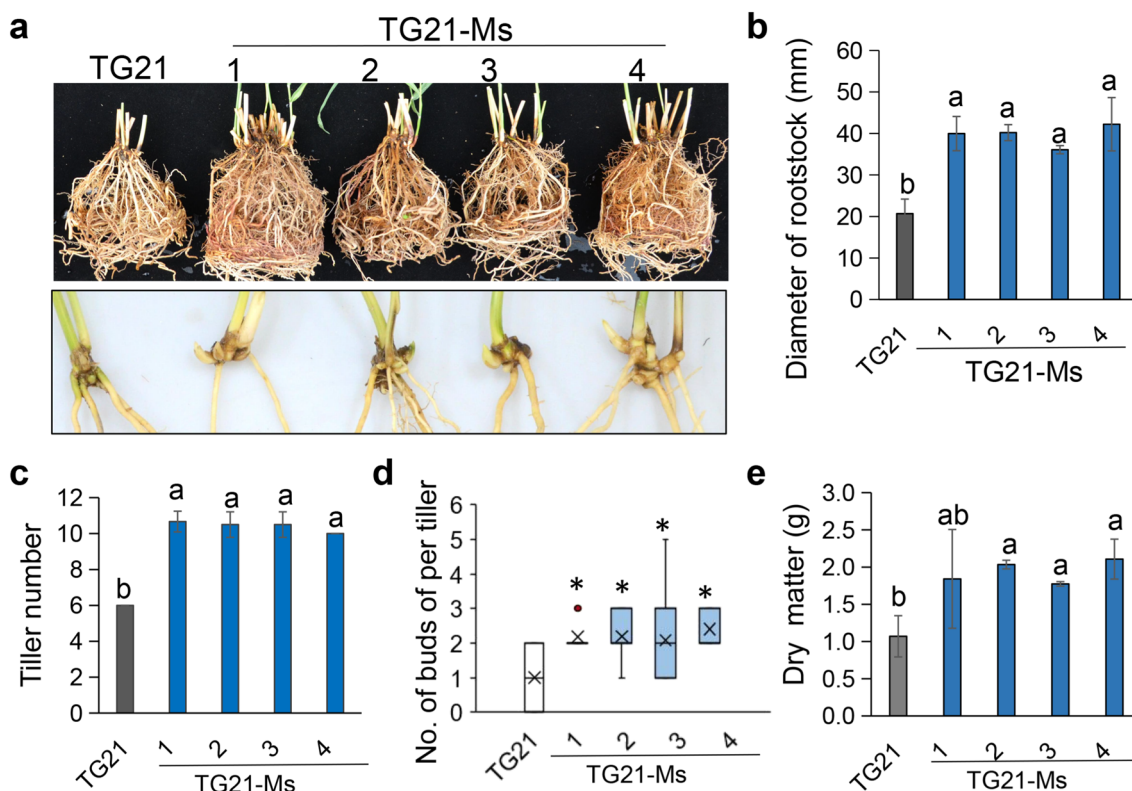 a
TG21-Ms
TG21 1 2 3 4
b
Diameter of rootstock (mm)
60
50
40
30
20
10
0
b a a a a
TG21 1 2 3 4
TG21-Ms
c
Tiller number
12
10
8
6
4
2
0
b a a a a
TG21 1 2 3 4
TG21-Ms
d
No. of buds of per tiller
6
5
4
3
2
1
0
* * * *
TG21 1 2 3 4
TG21-Ms
e
Dry matter (g)
3.0
2.5
2.0
1.5
1.0
0.5
0.0
b ab a a a
TG21 1 2 3 4
TG21-Ms